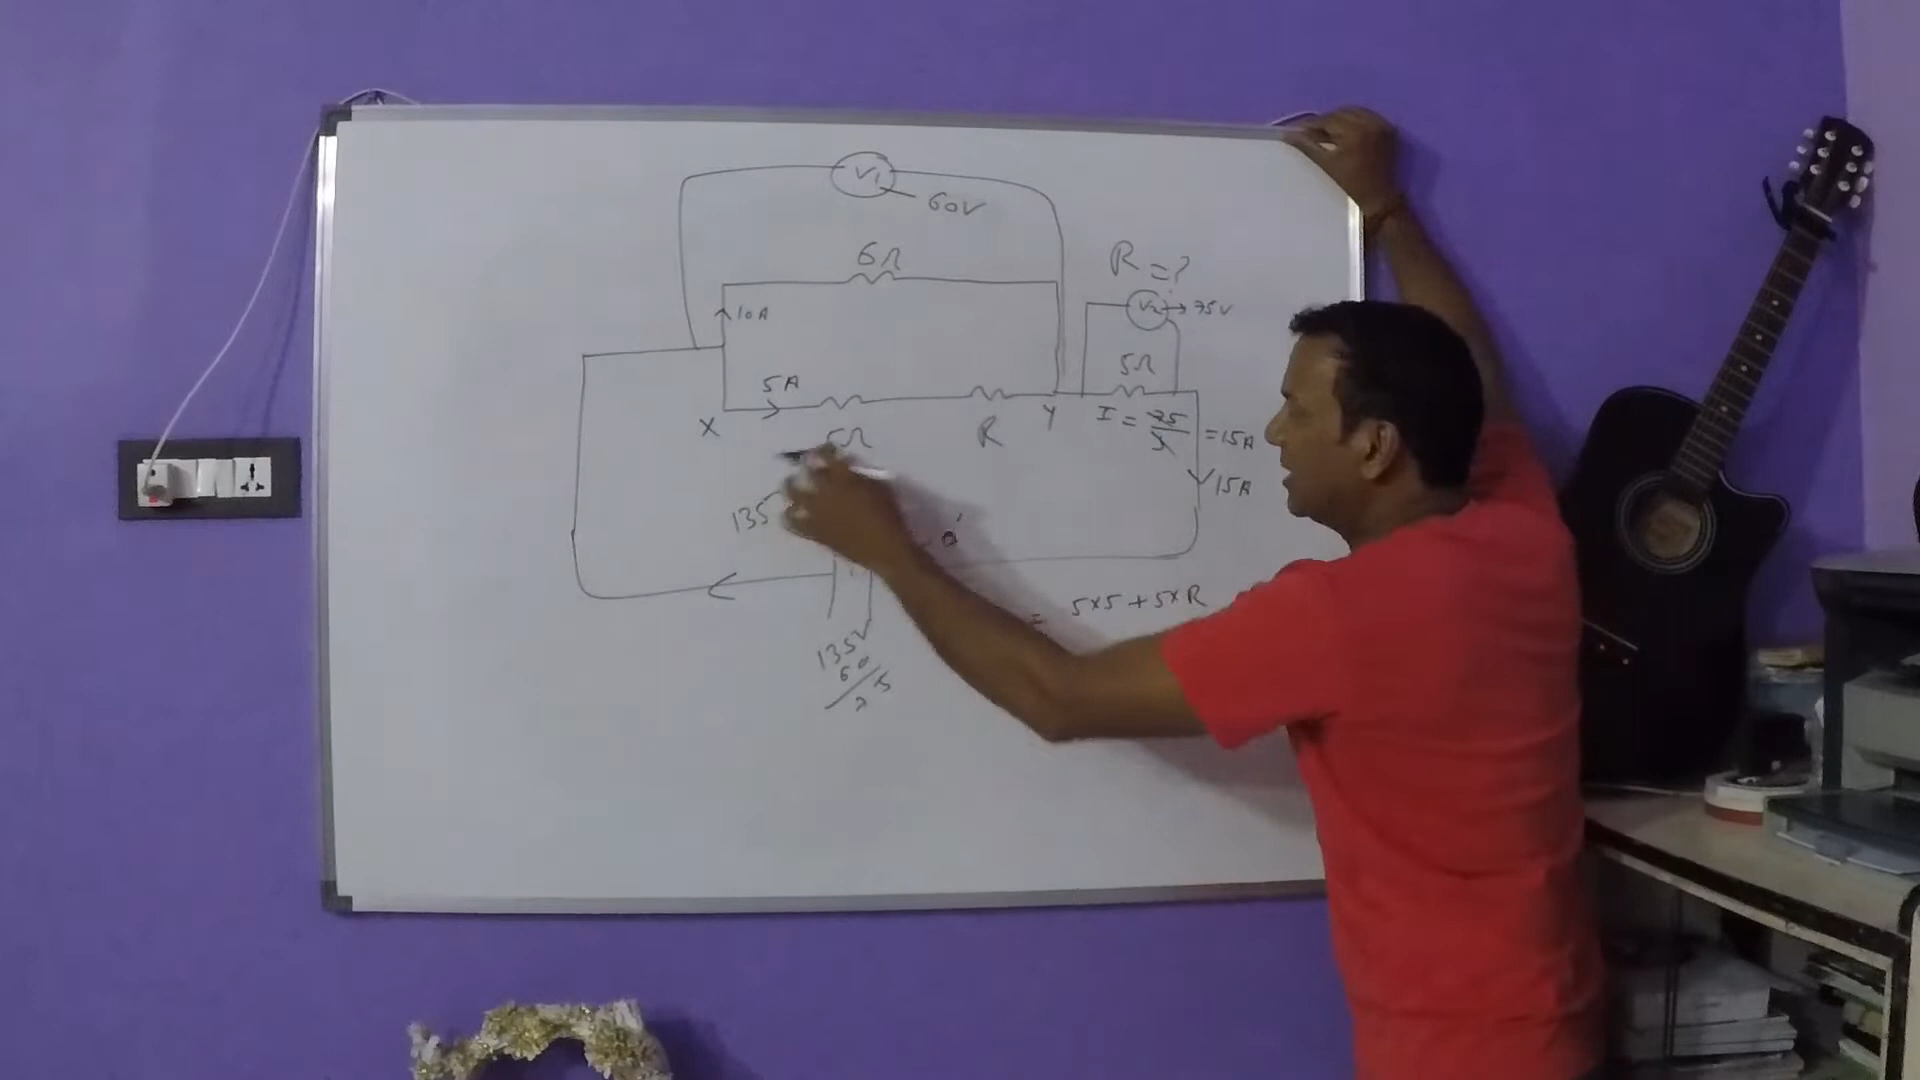 V1
60V
6Ω
R = ?
V2 → 75V
10A
5Ω
5A
X
5Ω
R
Y
I = 75/5 = 15A
15A
135
5×5 + 5×R
135V
60
75